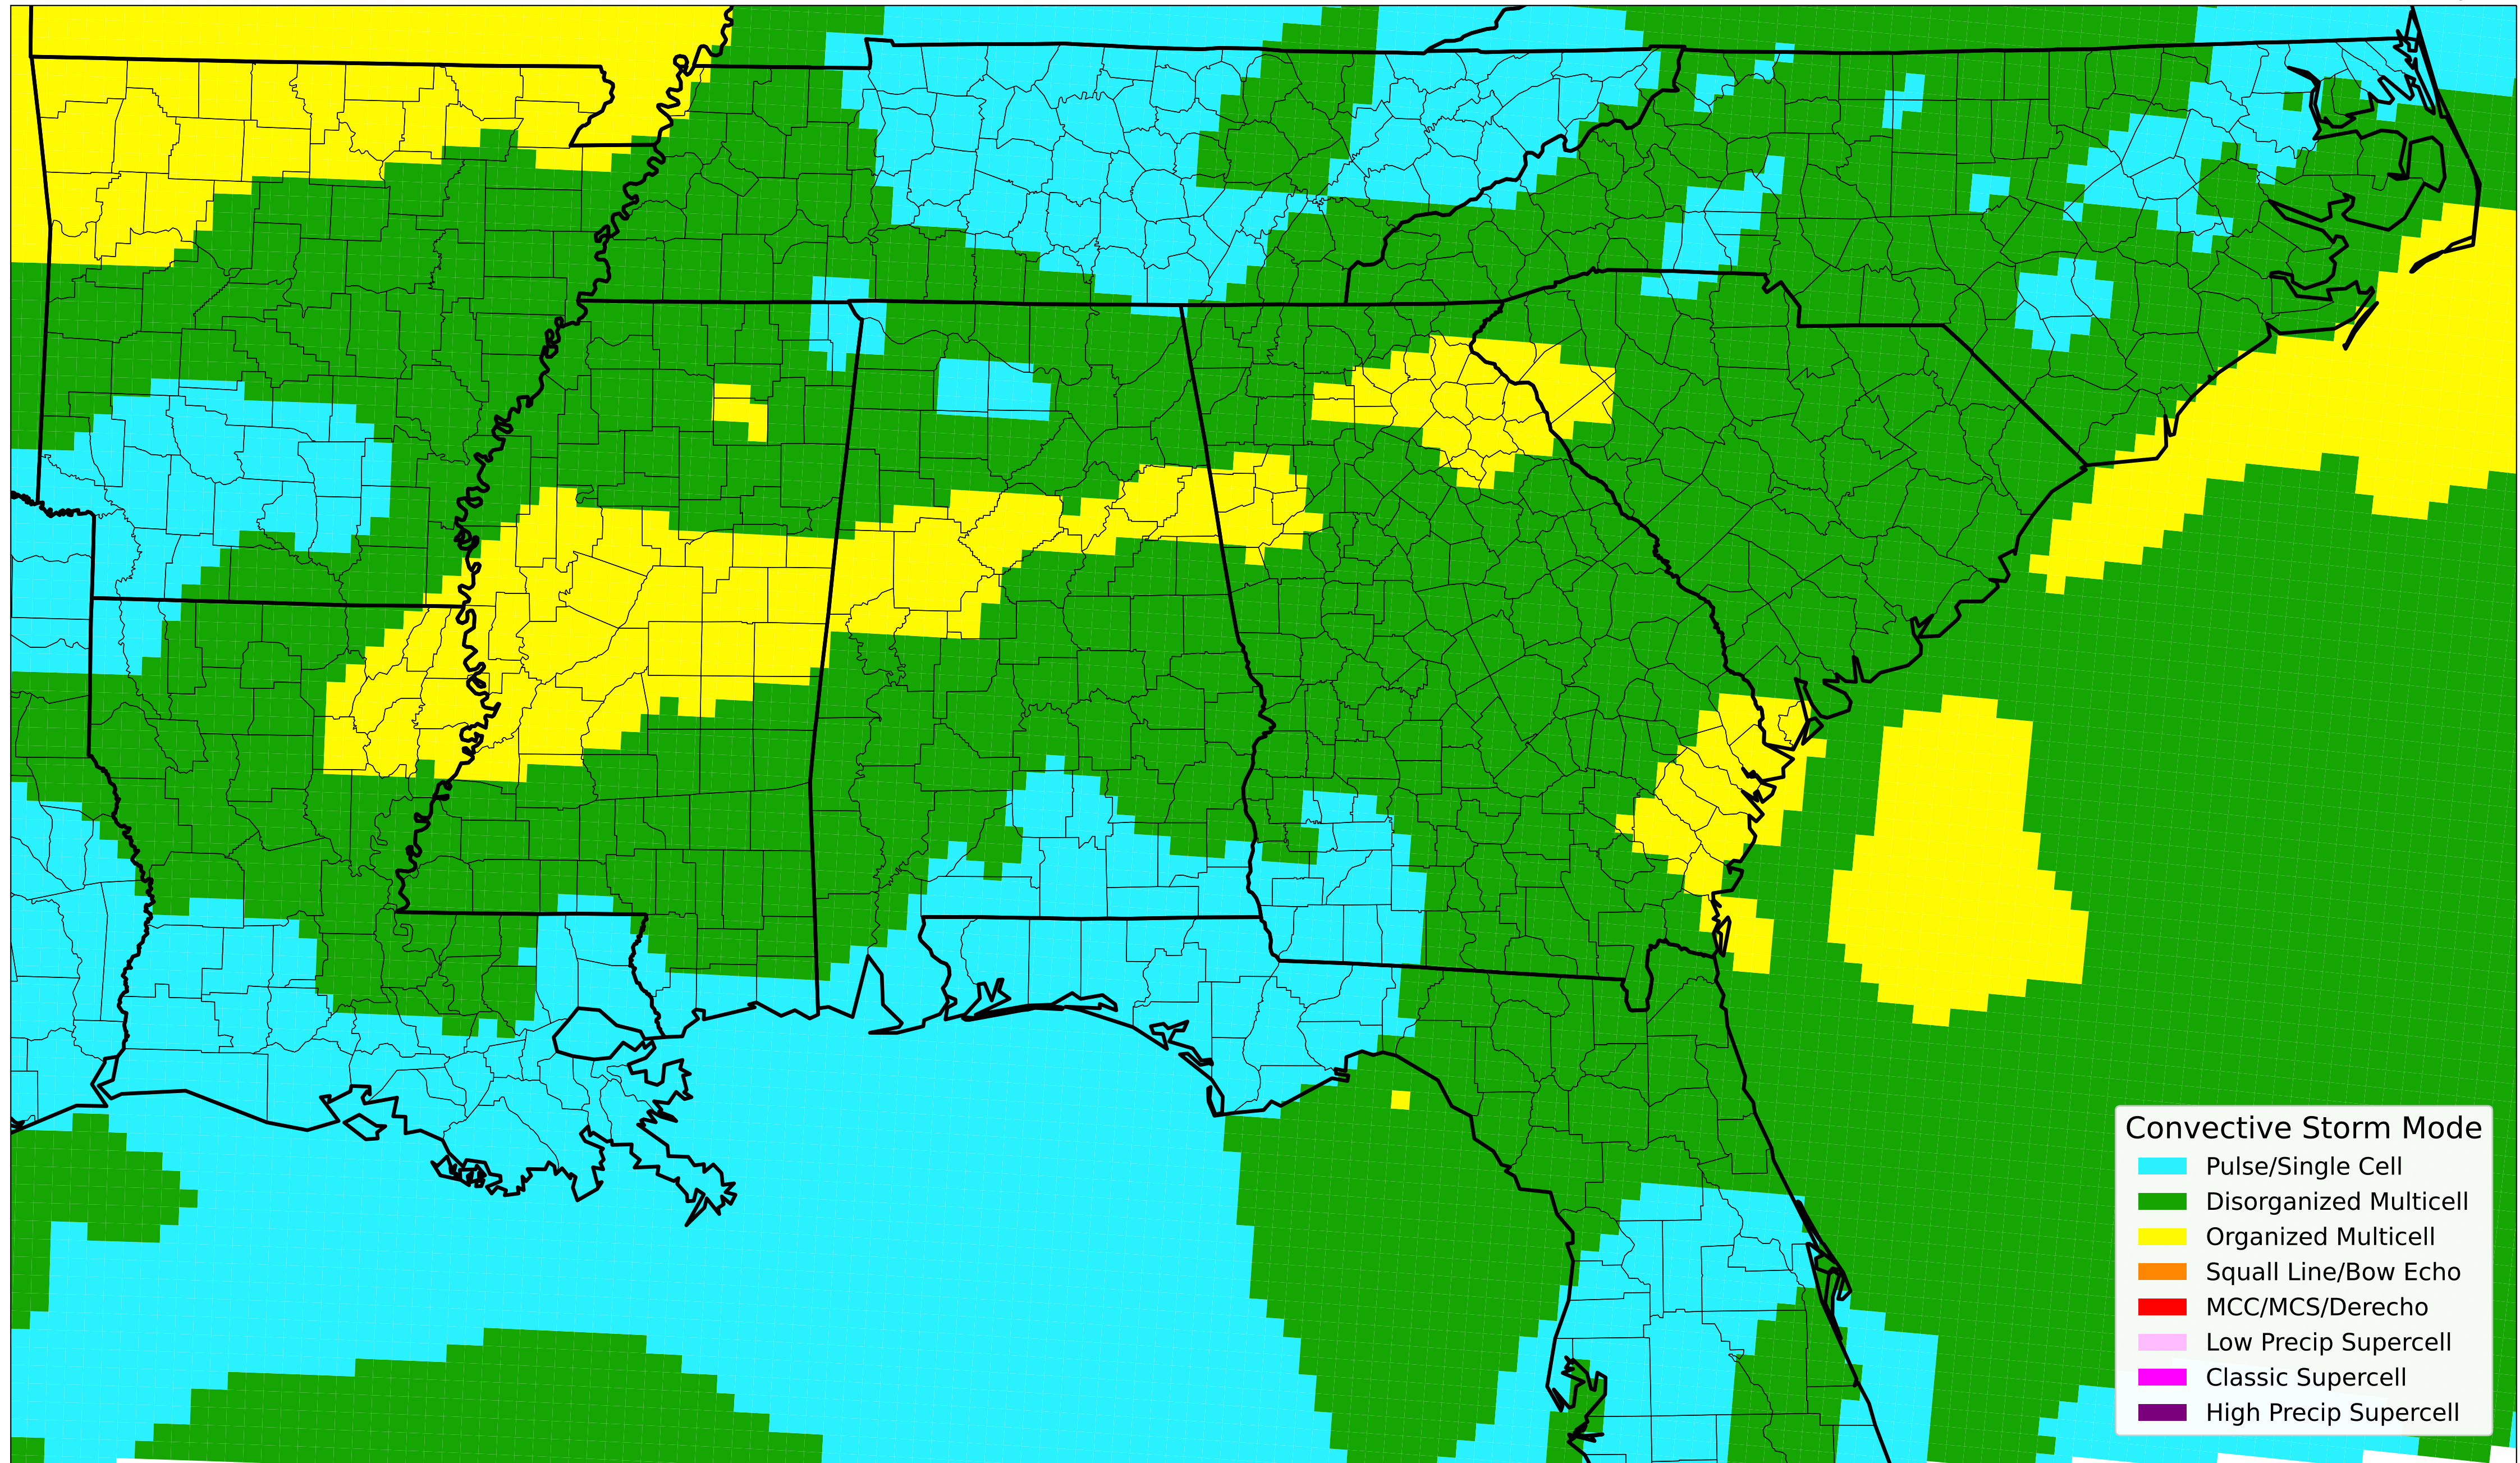 Convective Storm Mode
Pulse/Single Cell
Disorganized Multicell
Organized Multicell
Squall Line/Bow Echo
MCC/MCS/Derecho
Low Precip Supercell
Classic Supercell
High Precip Supercell